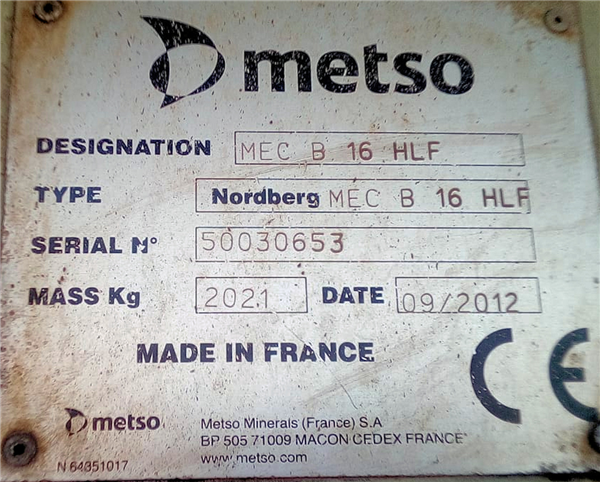 metso
DESIGNATION MEC B 16 HLF
TYPE Nordberg MEC B 16 HLF
SERIAL N° 50030653
MASS Kg 2021 DATE 09/2012
MADE IN FRANCE CE
metso Metso Minerals (France) S.A
BP 505 71009 MACON CEDEX FRANCE
N 64351017 www.metso.com